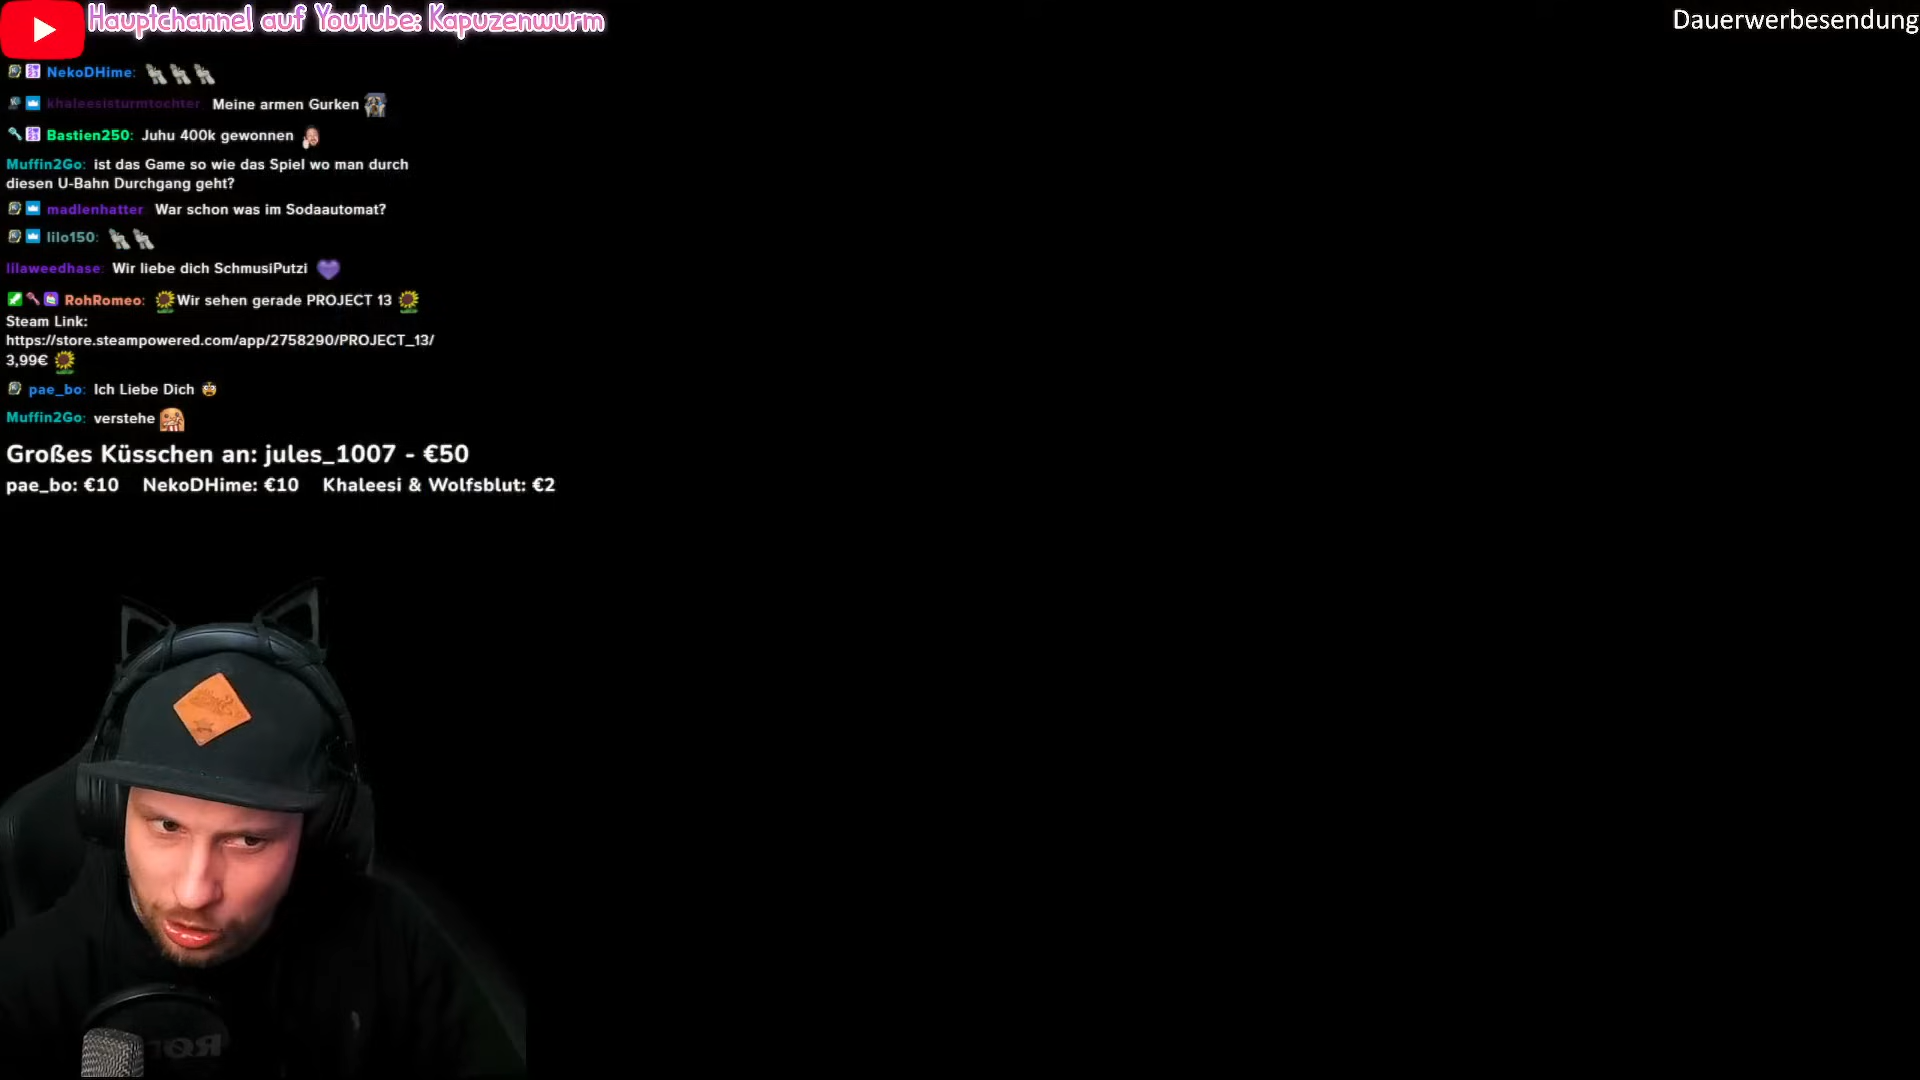 Hauptchannel auf Youtube: Kapuzenwurm
Dauerwerbesendung
NekoDHime:
khaleesisturmtochter: Meine armen Gurken
Bastien250: Juhu 400k gewonnen
Muffin2Go: ist das Game so wie das Spiel wo man durch
diesen U-Bahn Durchgang geht?
madlenhatter: War schon was im Sodaautomat?
lilo150:
lilaweedhase: Wir liebe dich SchmusiPutzi
RohRomeo: Wir sehen gerade PROJECT 13
Steam Link:
https://store.steampowered.com/app/2758290/PROJECT_13/
3,99€
pae_bo: Ich Liebe Dich
Muffin2Go: verstehe
Großes Küsschen an: jules_1007 - €50
pae_bo: €10 NekoDHime: €10 Khaleesi & Wolfsblut: €2